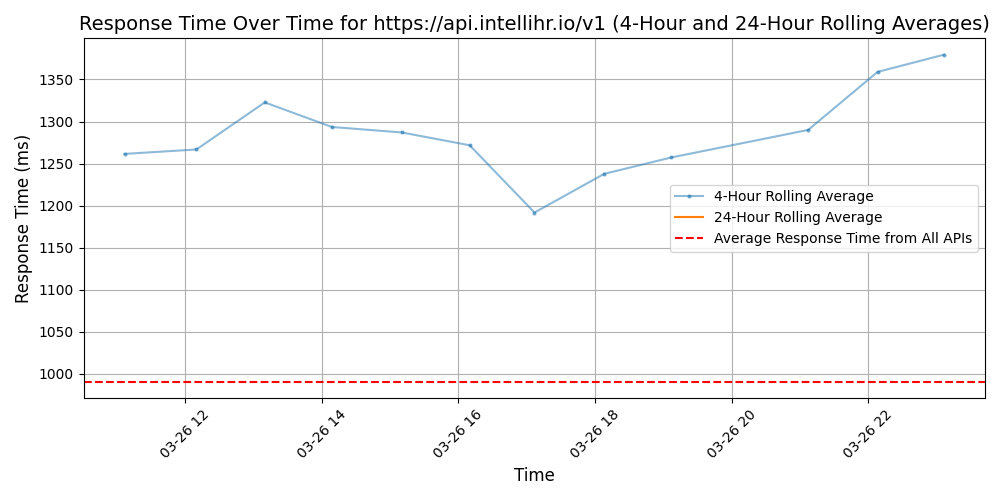 Response Time Over Time for https://api.intellihr.io/v1 (4-Hour and 24-Hour Rolling Averages)
Response Time (ms)
1350
1300
1250
1200
1150
1100
1050
1000
4-Hour Rolling Average
24-Hour Rolling Average
Average Response Time from All APIs
03-26 12
03-26 14
03-26 16
03-26 18
03-26 20
03-26 22
Time